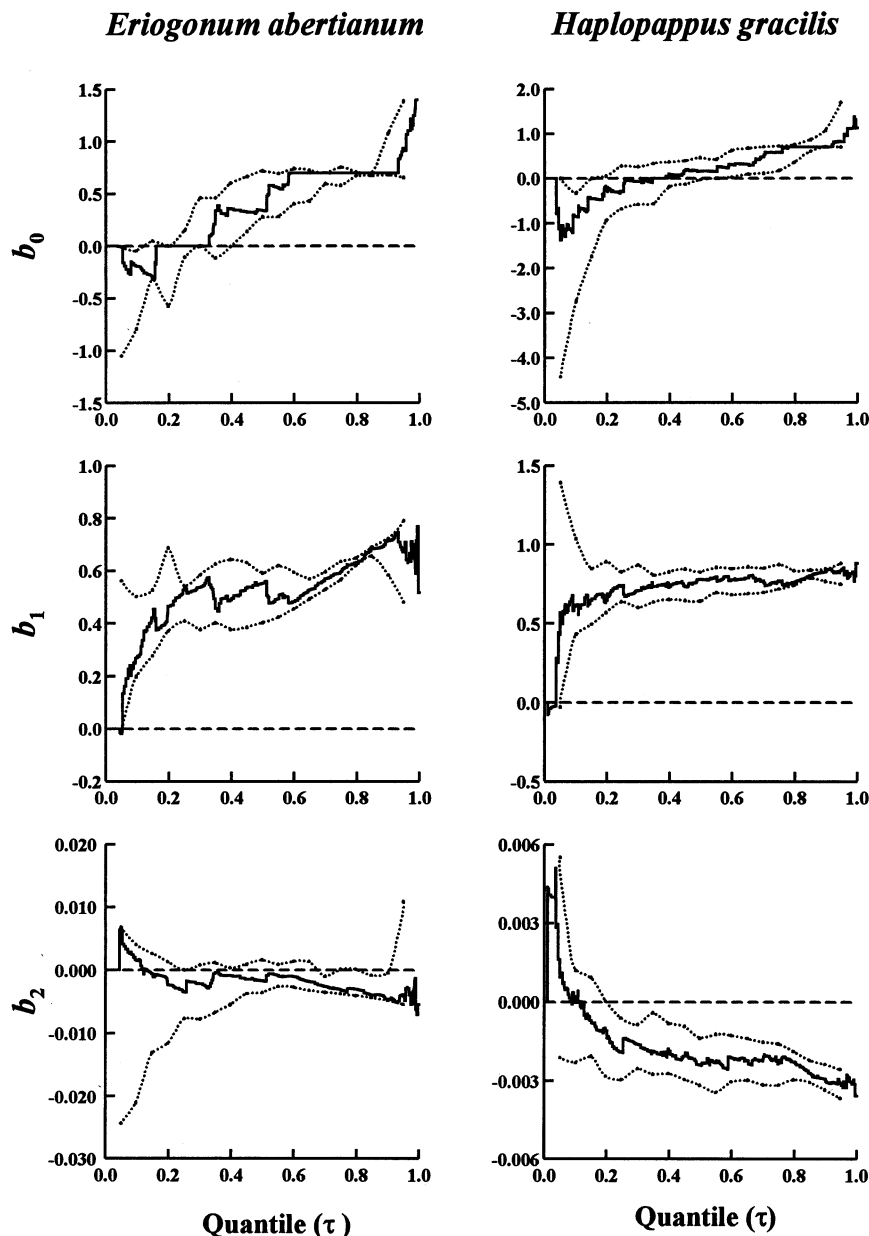 Eriogonum abertianum
Haplopappus gracilis
b0
1.5
1.0
0.5
0.0
-0.5
-1.0
-1.5
0.0 0.2 0.4 0.6 0.8 1.0
2.0
1.0
0.0
-1.0
-2.0
-3.0
-4.0
-5.0
0.0 0.2 0.4 0.6 0.8 1.0
b1
1.0
0.8
0.6
0.4
0.2
0.0
-0.2
0.0 0.2 0.4 0.6 0.8 1.0
1.5
1.0
0.5
0.0
-0.5
0.0 0.2 0.4 0.6 0.8 1.0
b2
0.020
0.010
0.000
-0.010
-0.020
-0.030
0.0 0.2 0.4 0.6 0.8 1.0
0.006
0.003
0.000
-0.003
-0.006
0.0 0.2 0.4 0.6 0.8 1.0
Quantile (τ )
Quantile (τ)